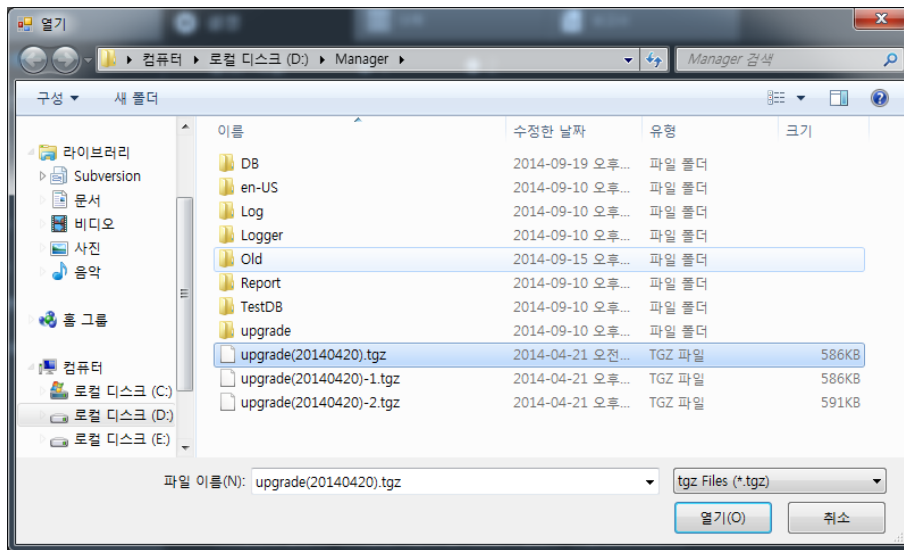 열기
컴퓨터 로컬 디스크 (D:) Manager
Manager 검색
구성 새 폴더
이름 수정한 날짜 유형 크기
라이브러리
Subversion
문서
비디오
사진
음악
홈 그룹
컴퓨터
로컬 디스크 (C:)
로컬 디스크 (D:)
로컬 디스크 (E:)
DB 2014-09-19 오후... 파일 폴더
en-US 2014-09-10 오후... 파일 폴더
Log 2014-09-10 오후... 파일 폴더
Logger 2014-09-10 오후... 파일 폴더
Old 2014-09-15 오후... 파일 폴더
Report 2014-09-10 오후... 파일 폴더
TestDB 2014-09-10 오후... 파일 폴더
upgrade 2014-09-10 오후... 파일 폴더
upgrade(20140420).tgz 2014-04-21 오전... TGZ 파일 586KB
upgrade(20140420)-1.tgz 2014-04-21 오후... TGZ 파일 586KB
upgrade(20140420)-2.tgz 2014-04-21 오후... TGZ 파일 591KB
파일 이름(N): upgrade(20140420).tgz tgz Files (*.tgz)
열기(O) 취소